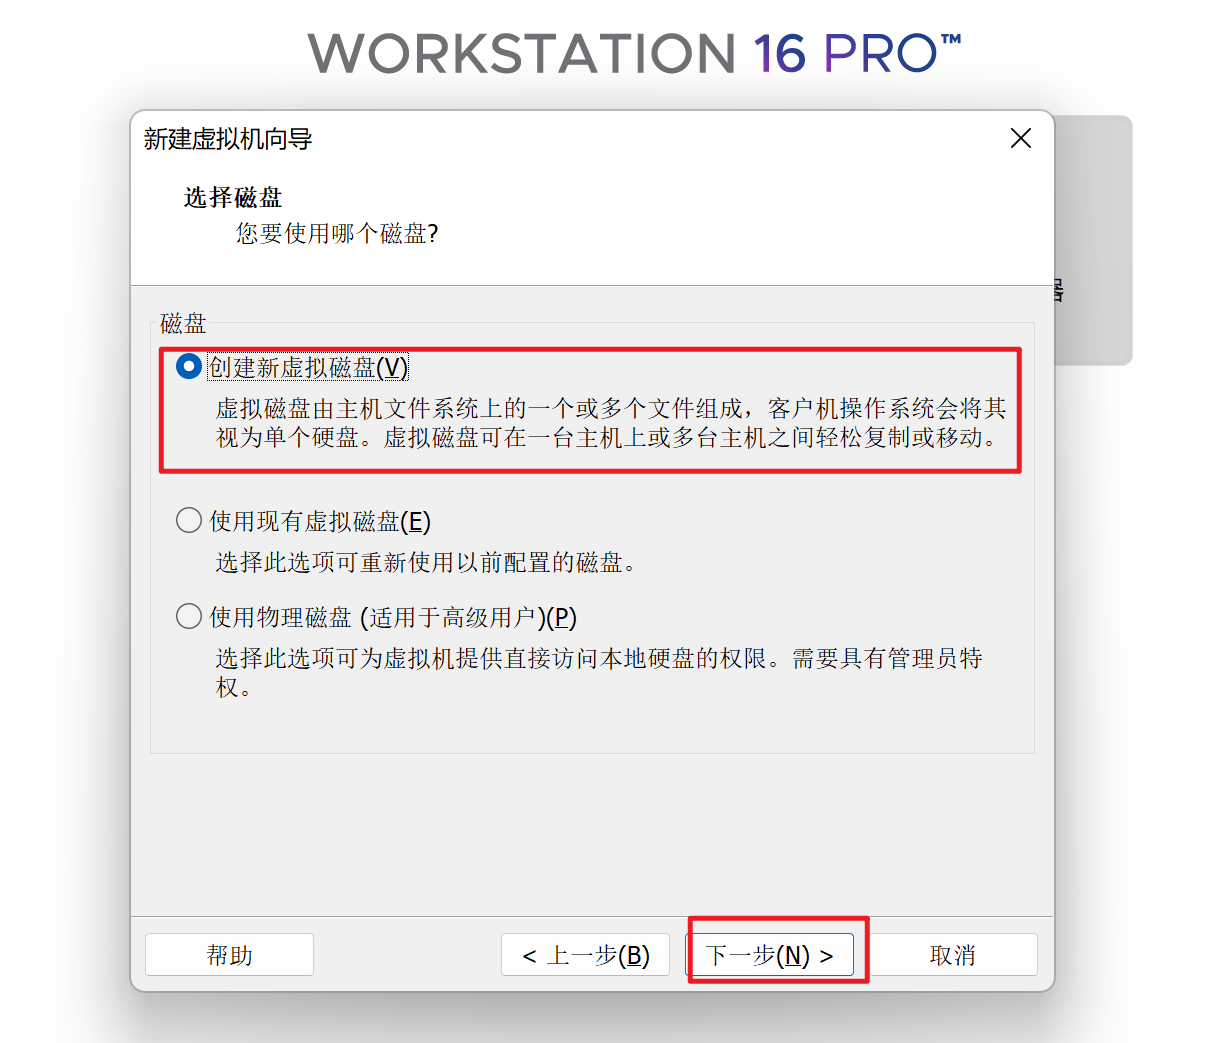 WORKSTATION 16 PRO™
新建虚拟机向导
选择磁盘
您要使用哪个磁盘?
器
磁盘
创建新虚拟磁盘(V)
虚拟磁盘由主机文件系统上的一个或多个文件组成，客户机操作系统会将其
视为单个硬盘。虚拟磁盘可在一台主机上或多台主机之间轻松复制或移动。
使用现有虚拟磁盘(E)
选择此选项可重新使用以前配置的磁盘。
使用物理磁盘 (适用于高级用户)(P)
选择此选项可为虚拟机提供直接访问本地硬盘的权限。需要具有管理员特
权。
帮助
< 上一步(B)
下一步(N) >
取消